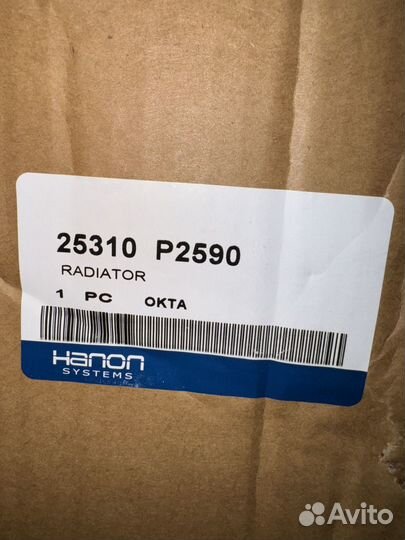 25310 P2590
RADIATOR
1 PC OKTA
Hanon
SYSTEMS
Avito